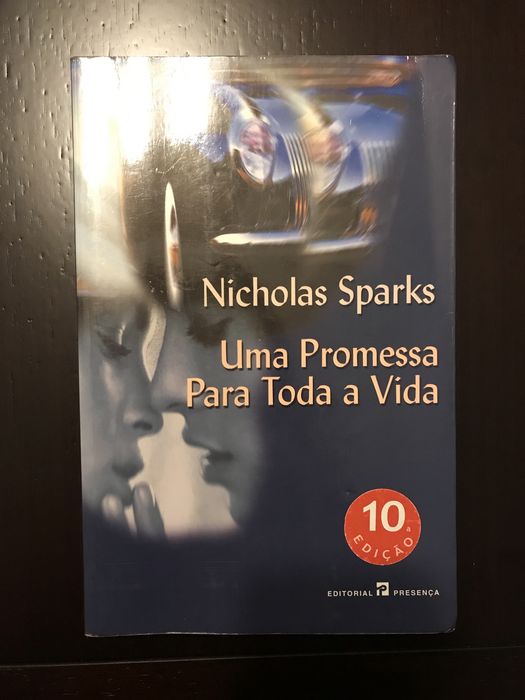 Nicholas Sparks
Uma Promessa
Para Toda a Vida
10ª
EDIÇÃO
EDITORIAL P PRESENÇA